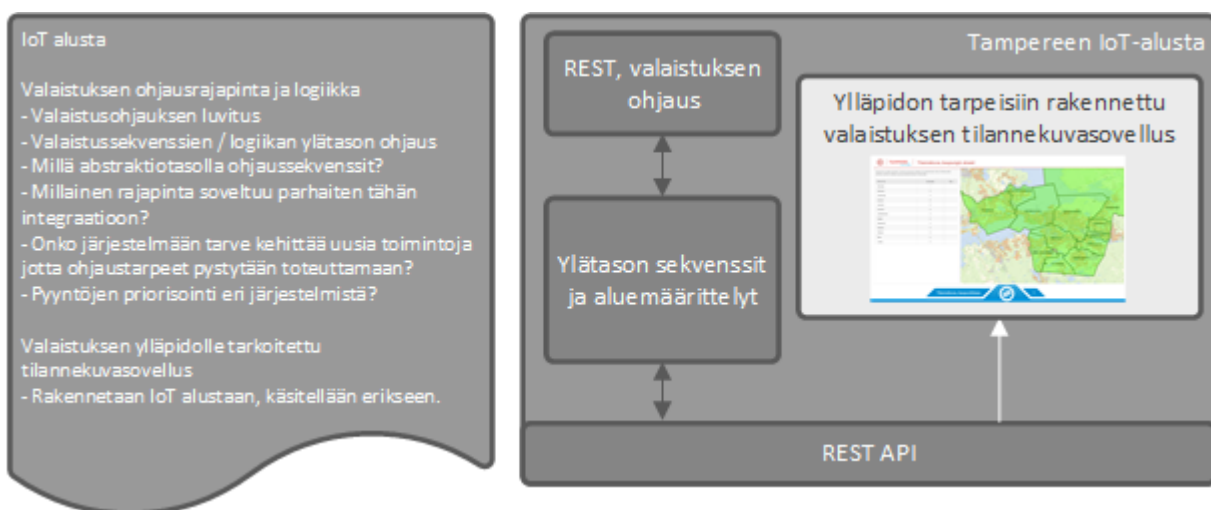 IoT alusta
Valaistuksen ohjausrajapinta ja logiikka
- Valaistusohjauksen luvitus
- Valaistussekvenssien / logiikan ylätason ohjaus
- Millä abstraktiotasolla ohjaussekvenssit?
- Millainen rajapinta soveltuu parhaiten tähän
integraatioon?
- Onko järjestelmään tarve kehittää uusia toimintoja
jotta ohjaustarpeet pystytään toteuttamaan?
- Pyyntöjen priorisointi eri järjestelmistä?
Valaistuksen ylläpidolle tarkoitettu
tilannekuvasovellus
- Rakennetaan IoT alustaan, käsitellään erikseen.
Tampereen IoT-alusta
REST, valaistuksen
ohjaus
Ylätason sekvenssit
ja aluemäärittelyt
Ylläpidon tarpeisiin rakennettu
valaistuksen tilannekuvasovellus
REST API